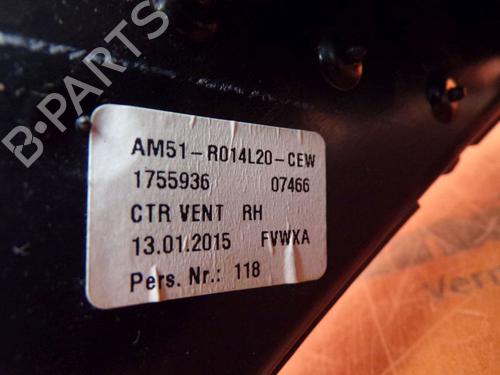 B-PARTS
AM51-R014L20-CEW
1755936 07466
CTR VENT RH
13.01.2015 FVWXA
Pers. Nr.: 118